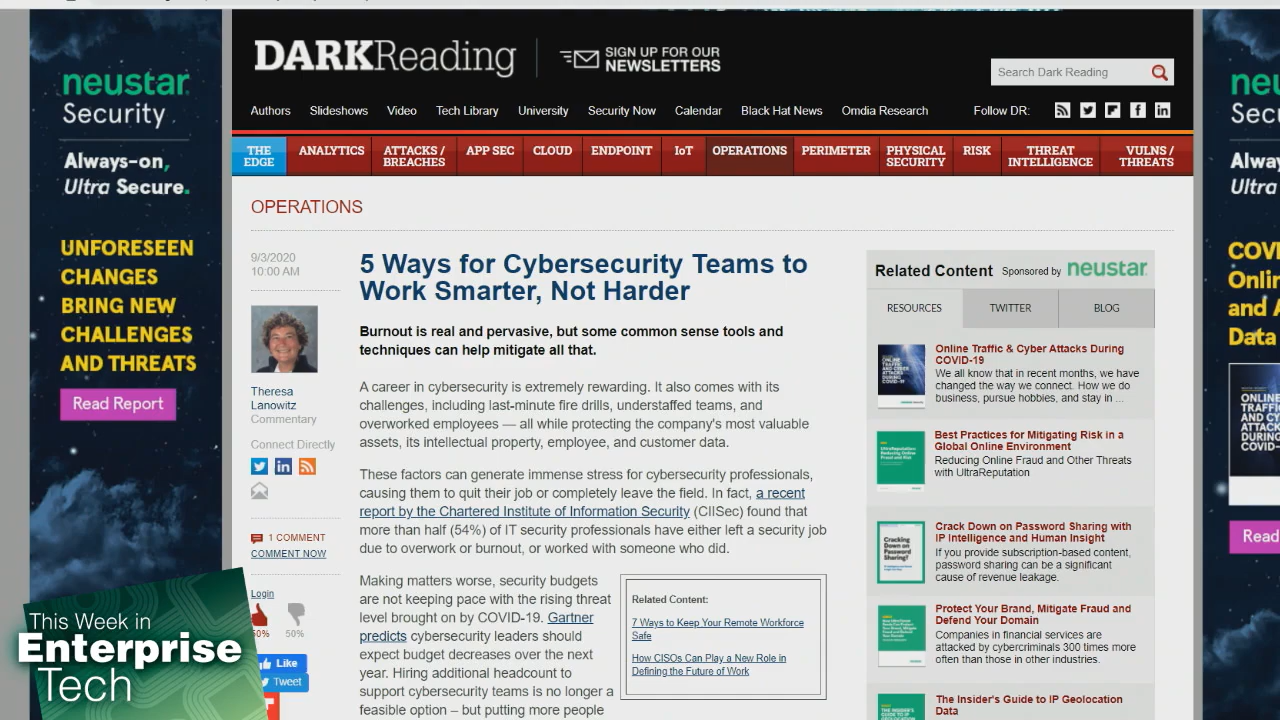 DARKReading
SIGN UP FOR OUR
NEWSLETTERS
Search Dark Reading
Authors Slideshows Video Tech Library University Security Now Calendar Black Hat News Omdia Research Follow DR:
THE EDGE ANALYTICS ATTACKS / BREACHES APP SEC CLOUD ENDPOINT IoT OPERATIONS PERIMETER PHYSICAL SECURITY RISK THREAT INTELLIGENCE VULNS / THREATS
neustar
Security
Always-on,
Ultra Secure.
UNFORESEEN
CHANGES
BRING NEW
CHALLENGES
AND THREATS
Read Report
OPERATIONS
9/3/2020
10:00 AM
Theresa
Lanowitz
Commentary
Connect Directly
1 COMMENT
COMMENT NOW
Login
50% 50%
Like
Tweet
5 Ways for Cybersecurity Teams to
Work Smarter, Not Harder
Burnout is real and pervasive, but some common sense tools and
techniques can help mitigate all that.
A career in cybersecurity is extremely rewarding. It also comes with its
challenges, including last-minute fire drills, understaffed teams, and
overworked employees — all while protecting the company's most valuable
assets, its intellectual property, employee, and customer data.
These factors can generate immense stress for cybersecurity professionals,
causing them to quit their job or completely leave the field. In fact, a recent
report by the Chartered Institute of Information Security (CIISec) found that
more than half (54%) of IT security professionals have either left a security job
due to overwork or burnout, or worked with someone who did.
Making matters worse, security budgets
are not keeping pace with the rising threat
level brought on by COVID-19. Gartner
predicts cybersecurity leaders should
expect budget decreases over the next
year. Hiring additional headcount to
support cybersecurity teams is no longer a
feasible option – but putting more people
Related Content:
7 Ways to Keep Your Remote Workforce
Safe
How CISOs Can Play a New Role in
Defining the Future of Work
Related Content Sponsored by neustar
RESOURCES TWITTER BLOG
Online Traffic & Cyber Attacks During
COVID-19
We all know that in recent months, we have
changed the way we connect. How we do
business, pursue hobbies, and stay in ...
Best Practices for Mitigating Risk in a
Global Online Environment
Reducing Online Fraud and Other Threats
with UltraReputation
Cracking
Down on
Password
Sharing?
Crack Down on Password Sharing with
IP Intelligence and Human Insight
If you provide subscription-based content,
password sharing can be a significant
cause of revenue leakage.
Protect Your Brand, Mitigate Fraud and
Defend Your Domain
Companies in financial services are
attacked by cybercriminals 300 times more
often than those in other industries.
The Insider's Guide to IP Geolocation
Data
This Week in
Enterprise
Tech